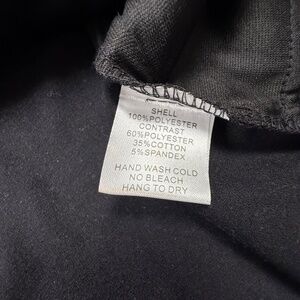 SHELL
100%POLYESTER
CONTRAST
60%POLYESTER
35%COTTON
5%SPANDEX
HAND WASH COLD
NO BLEACH
HANG TO DRY